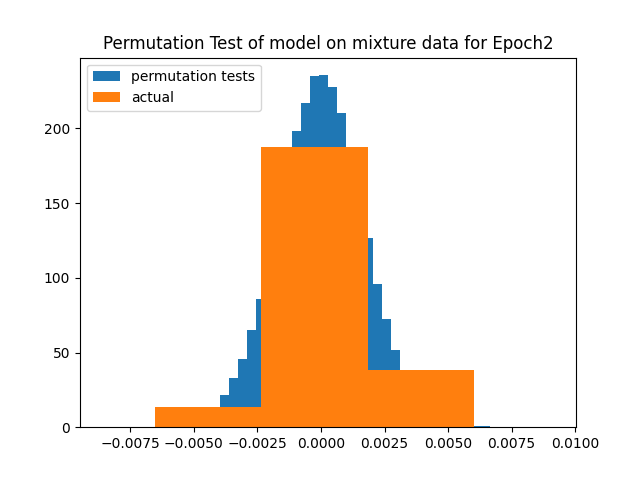 Permutation Test of model on mixture data for Epoch2
permutation tests
actual
200
150
100
50
0
−0.0075 −0.0050 −0.0025 0.0000 0.0025 0.0050 0.0075 0.0100